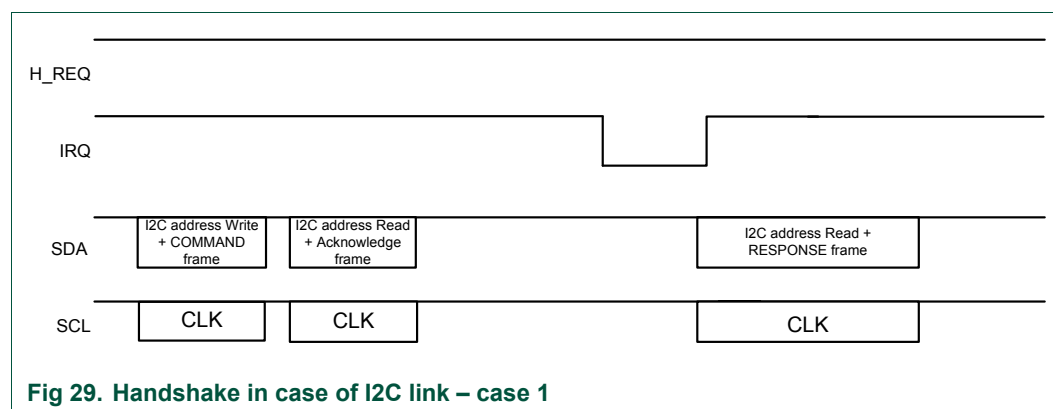 H_REQ
IRQ
SDA
I2C address Write
+ COMMAND
frame
I2C address Read
+ Acknowledge
frame
I2C address Read +
RESPONSE frame
SCL
CLK
CLK
CLK
Fig 29. Handshake in case of I2C link – case 1